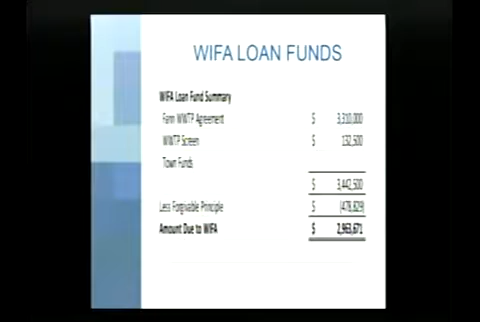 WIFA LOAN FUNDS
WIFA Loan Fund Summary
Farm WWTP Agreement $ 3,310,000
WWTP Screen $ 132,500
Town Funds
$ 3,442,500
Less Forgivable Principle $ (478,829)
Amount Due to WIFA $ 2,963,671